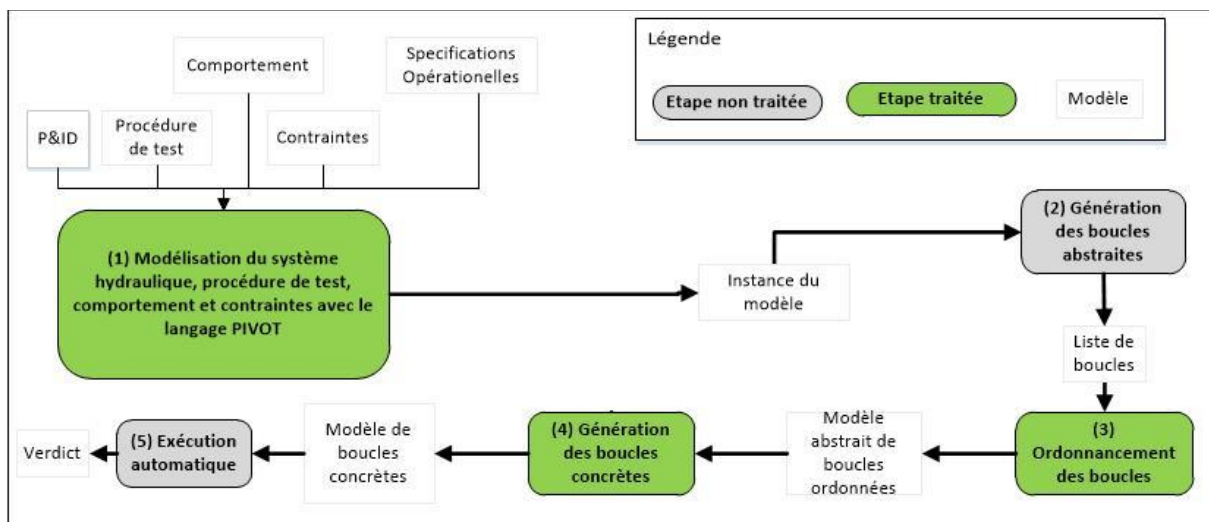 Comportement
Specifications
Opérationelles
P&ID
Procédure
de test
Contraintes
Légende
Etape non traitée
Etape traitée
Modèle
(1) Modélisation du système
hydraulique, procédure de test,
comportement et contraintes avec le
langage PIVOT
Instance du
modèle
(2) Génération
des boucles
abstraites
Liste de
boucles
(3)
Ordonnancement
des boucles
Modèle
abstrait de
boucles
ordonnées
(4) Génération
des boucles
concrètes
Modèle de
boucles
concrètes
(5) Exécution
automatique
Verdict